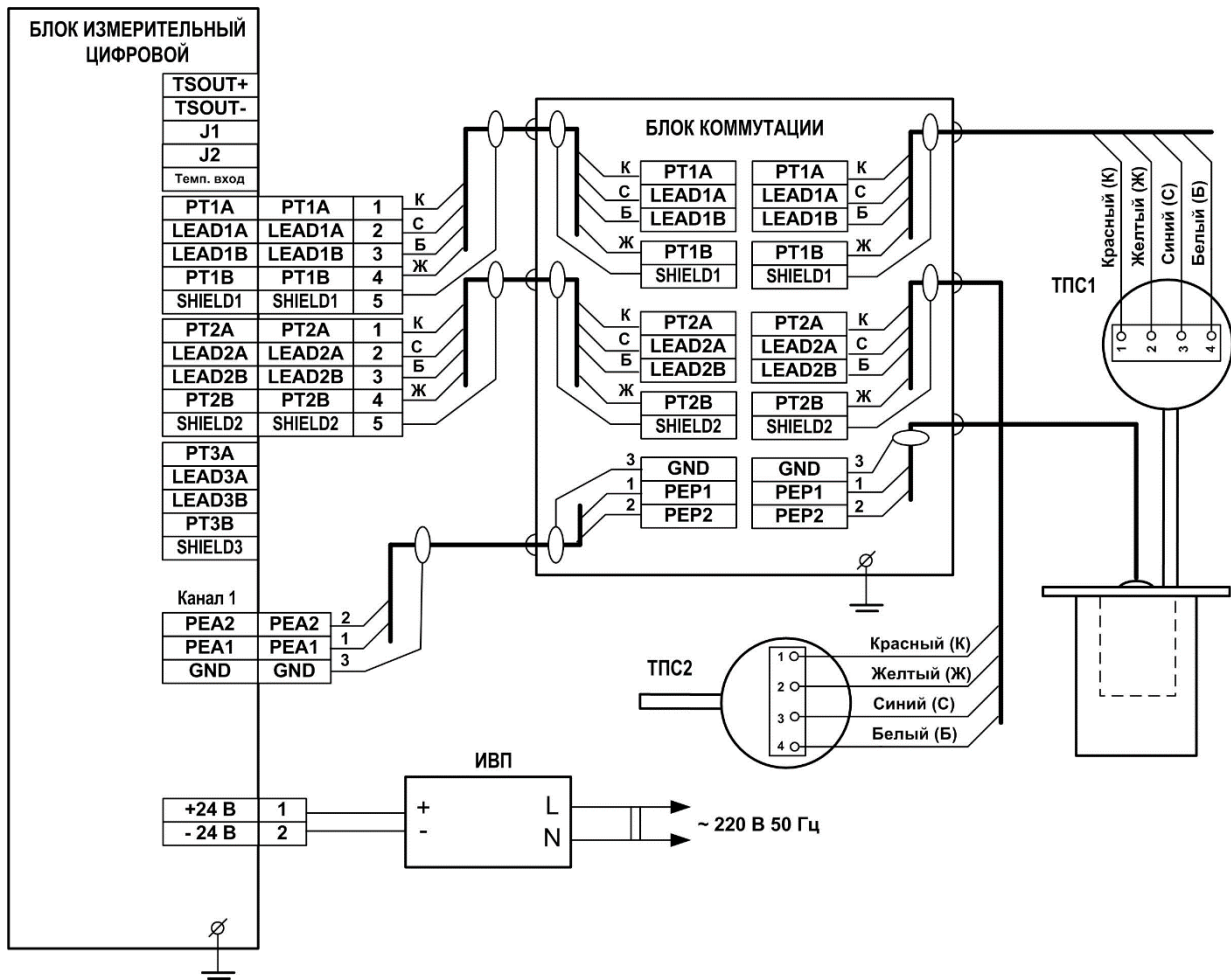 БЛОК ИЗМЕРИТЕЛЬНЫЙ
ЦИФРОВОЙ
TSOUT+
TSOUT-
J1
J2
Темп. вход
PT1A PT1A 1 К
LEAD1A LEAD1A 2 С
LEAD1B LEAD1B 3 Б
PT1B PT1B 4 Ж
SHIELD1 SHIELD1 5
PT2A PT2A 1 К
LEAD2A LEAD2A 2 С
LEAD2B LEAD2B 3 Б
PT2B PT2B 4 Ж
SHIELD2 SHIELD2 5
PT3A
LEAD3A
LEAD3B
PT3B
SHIELD3
Канал 1
PEA2 PEA2 2
PEA1 PEA1 1
GND GND 3
+24 В 1
- 24 В 2
БЛОК КОММУТАЦИИ
К PT1A PT1A К
С LEAD1A LEAD1A С
Б LEAD1B LEAD1B Б
Ж PT1B PT1B Ж
SHIELD1 SHIELD1
К PT2A PT2A К
С LEAD2A LEAD2A С
Б LEAD2B LEAD2B Б
Ж PT2B PT2B Ж
SHIELD2 SHIELD2
3 GND GND 3
1 PEP1 PEP1 1
2 PEP2 PEP2 2
Красный (К)
Желтый (Ж)
Синий (С)
Белый (Б)
ТПС1
1 2 3 4
ТПС2
1 Красный (К)
2 Желтый (Ж)
3 Синий (С)
4 Белый (Б)
ИВП
+ L
- N
~ 220 В 50 Гц